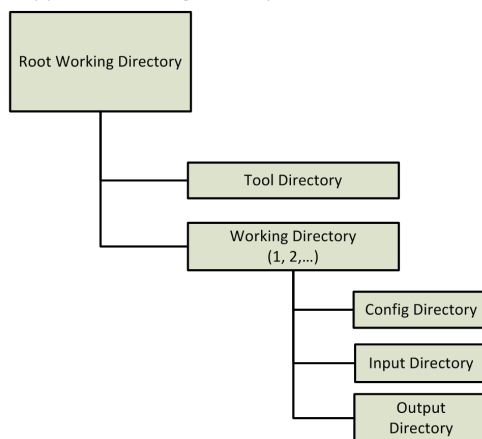 Root Working Directory
Tool Directory
Working Directory
(1, 2,...)
Config Directory
Input Directory
Output
Directory